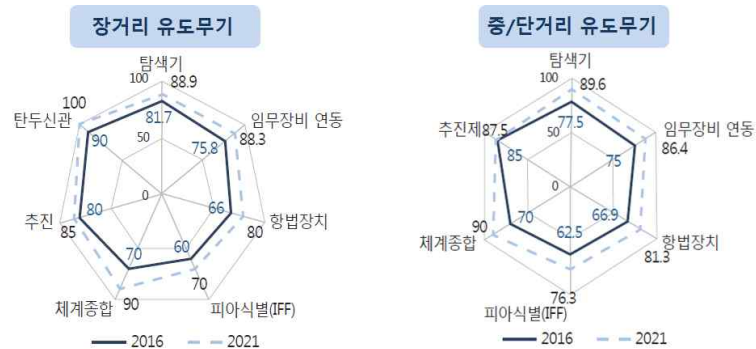 장거리 유도무기
탐색기
100
88.9
100
탄두신관
임무장비 연동
81.7
88.3
90
50
75.8
0
80
66
추진
항법장치
85
80
60
70
70
체계종합
90
피아식별(IFF)
2016
2021
중/단거리 유도무기
탐색기
100
89.6
추진제
87.5
77.5
임무장비 연동
50
86.4
85
75
0
70
66.9
90
체계종합
62.5
항법장치
81.3
76.3
피아식별(IFF)
2016
2021